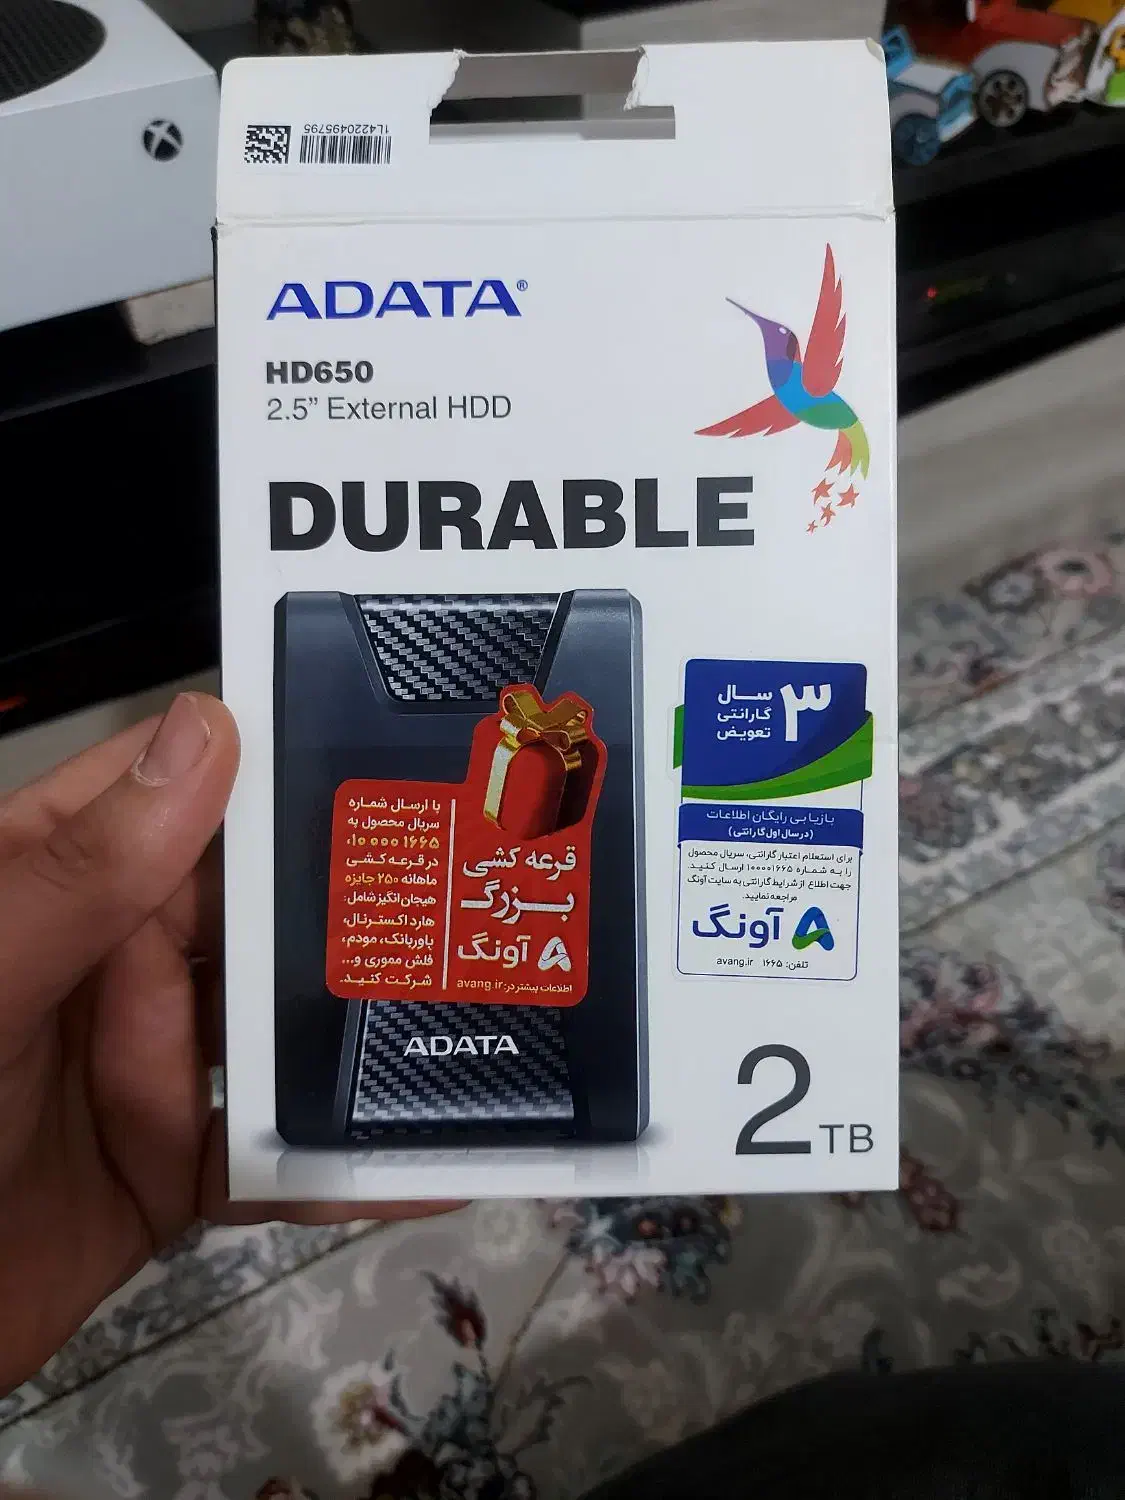 1L4220495795
ADATA®
HD650
2.5” External HDD
DURABLE
۳ سال
گارانتی
تعویض
بازیابی رایگان اطلاعات
(در سال اول گارانتی)
برای استعلام اعتبار گارانتی، سریال محصول
را به شماره ۱۰۰۰۰۱۶۶۵ ارسال کنید.
جهت اطلاع از شرایط گارانتی به سایت آونگ
مراجعه نمایید.
آونگ
تلفن: ۱۶۶۵ avang.ir
قرعه کشی
بزرگ
آونگ
اطلاعات بیشتر در: avang.ir
با ارسال شماره
سریال محصول به
۱۰۰۰۰۱۶۶۵،
در قرعه کشی
ماهانه ۲۵۰ جایزه
هیجان انگیز شامل:
هارد اکسترنال،
پاوربانک، مودم،
فلش مموری و...
شرکت کنید.
ADATA
2TB